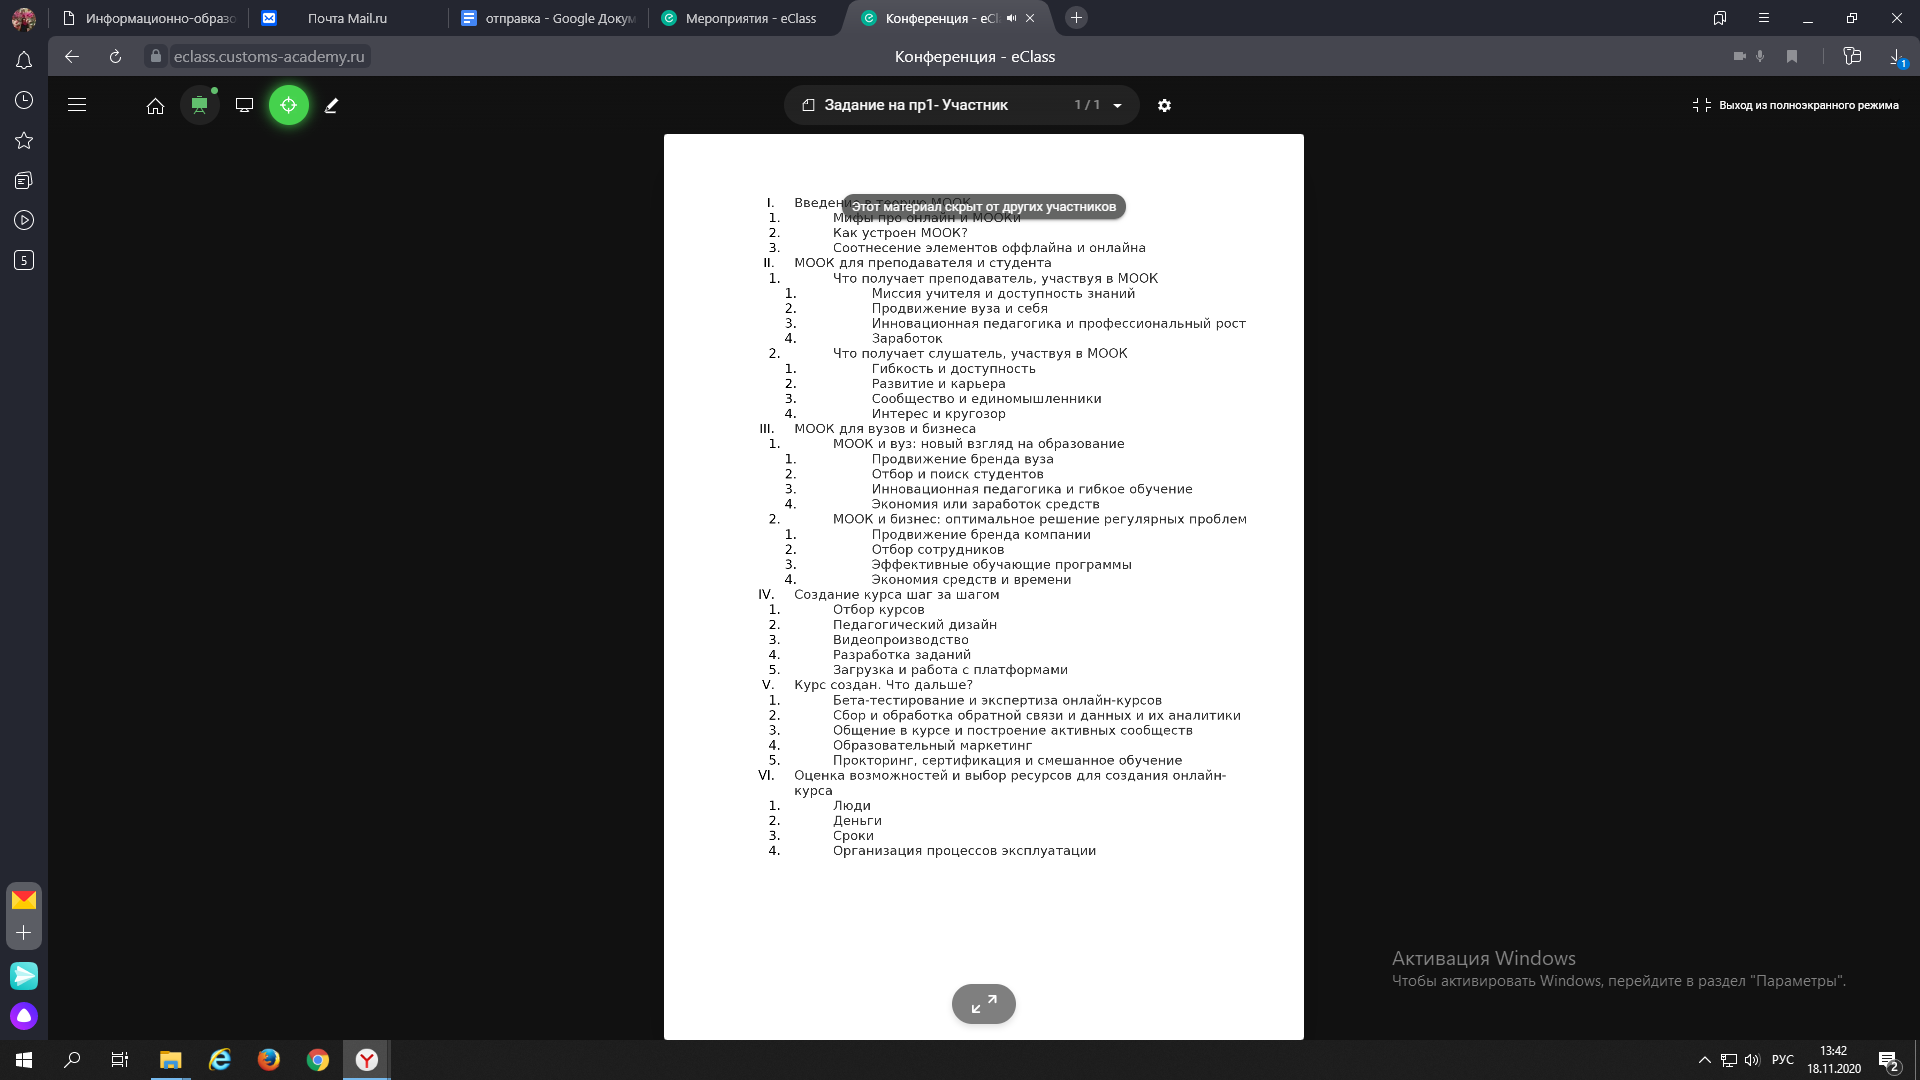 Информационно-образо
Почта Mail.ru
отправка - Google Докум
Мероприятия - eClass
Конференция - eCl
eclass.customs-academy.ru
Конференция - eClass
1
5
Задание на пр1- Участник
1 / 1
Выход из полноэкранного режима
Этот материал скрыт от других участников
I. Введение в теорию МООК
1. Мифы про онлайн и МООКи
2. Как устроен МООК?
3. Соотнесение элементов оффлайна и онлайна
II. МООК для преподавателя и студента
1. Что получает преподаватель, участвуя в МООК
1. Миссия учителя и доступность знаний
2. Продвижение вуза и себя
3. Инновационная педагогика и профессиональный рост
4. Заработок
2. Что получает слушатель, участвуя в МООК
1. Гибкость и доступность
2. Развитие и карьера
3. Сообщество и единомышленники
4. Интерес и кругозор
III. МООК для вузов и бизнеса
1. МООК и вуз: новый взгляд на образование
1. Продвижение бренда вуза
2. Отбор и поиск студентов
3. Инновационная педагогика и гибкое обучение
4. Экономия или заработок средств
2. МООК и бизнес: оптимальное решение регулярных проблем
1. Продвижение бренда компании
2. Отбор сотрудников
3. Эффективные обучающие программы
4. Экономия средств и времени
IV. Создание курса шаг за шагом
1. Отбор курсов
2. Педагогический дизайн
3. Видеопроизводство
4. Разработка заданий
5. Загрузка и работа с платформами
V. Курс создан. Что дальше?
1. Бета-тестирование и экспертиза онлайн-курсов
2. Сбор и обработка обратной связи и данных и их аналитики
3. Общение в курсе и построение активных сообществ
4. Образовательный маркетинг
5. Прокторинг, сертификация и смешанное обучение
VI. Оценка возможностей и выбор ресурсов для создания онлайн-
курса
1. Люди
2. Деньги
3. Сроки
4. Организация процессов эксплуатации
Активация Windows
Чтобы активировать Windows, перейдите в раздел "Параметры".
РУС
13:42
18.11.2020
2